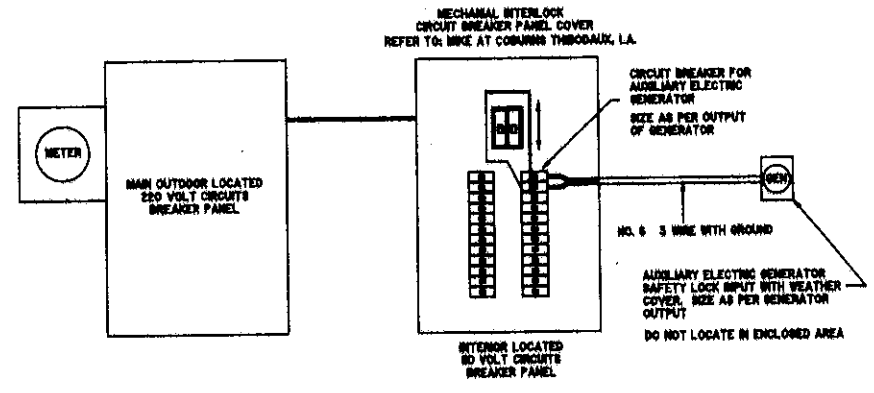 MECHANIAL INTERLOCK
CIRCUIT BREAKER PANEL COVER
REFER TO: MIKE AT COBURNS THIBODAUX, LA.
CIRCUIT BREAKER FOR
AUXILIARY ELECTRIC
GENERATOR
SIZE AS PER OUTPUT
OF GENERATOR
METER
MAIN OUTDOOR LOCATED
220 VOLT CIRCUITS
BREAKER PANEL
GEN
NO. 6 3 WIRE WITH GROUND
AUXILIARY ELECTRIC GENERATOR
SAFETY LOCK INPUT WITH WEATHER
COVER. SIZE AS PER GENERATOR
OUTPUT
DO NOT LOCATE IN ENCLOSED AREA
INTERIOR LOCATED
VOLT CIRCUITS
BREAKER PANEL